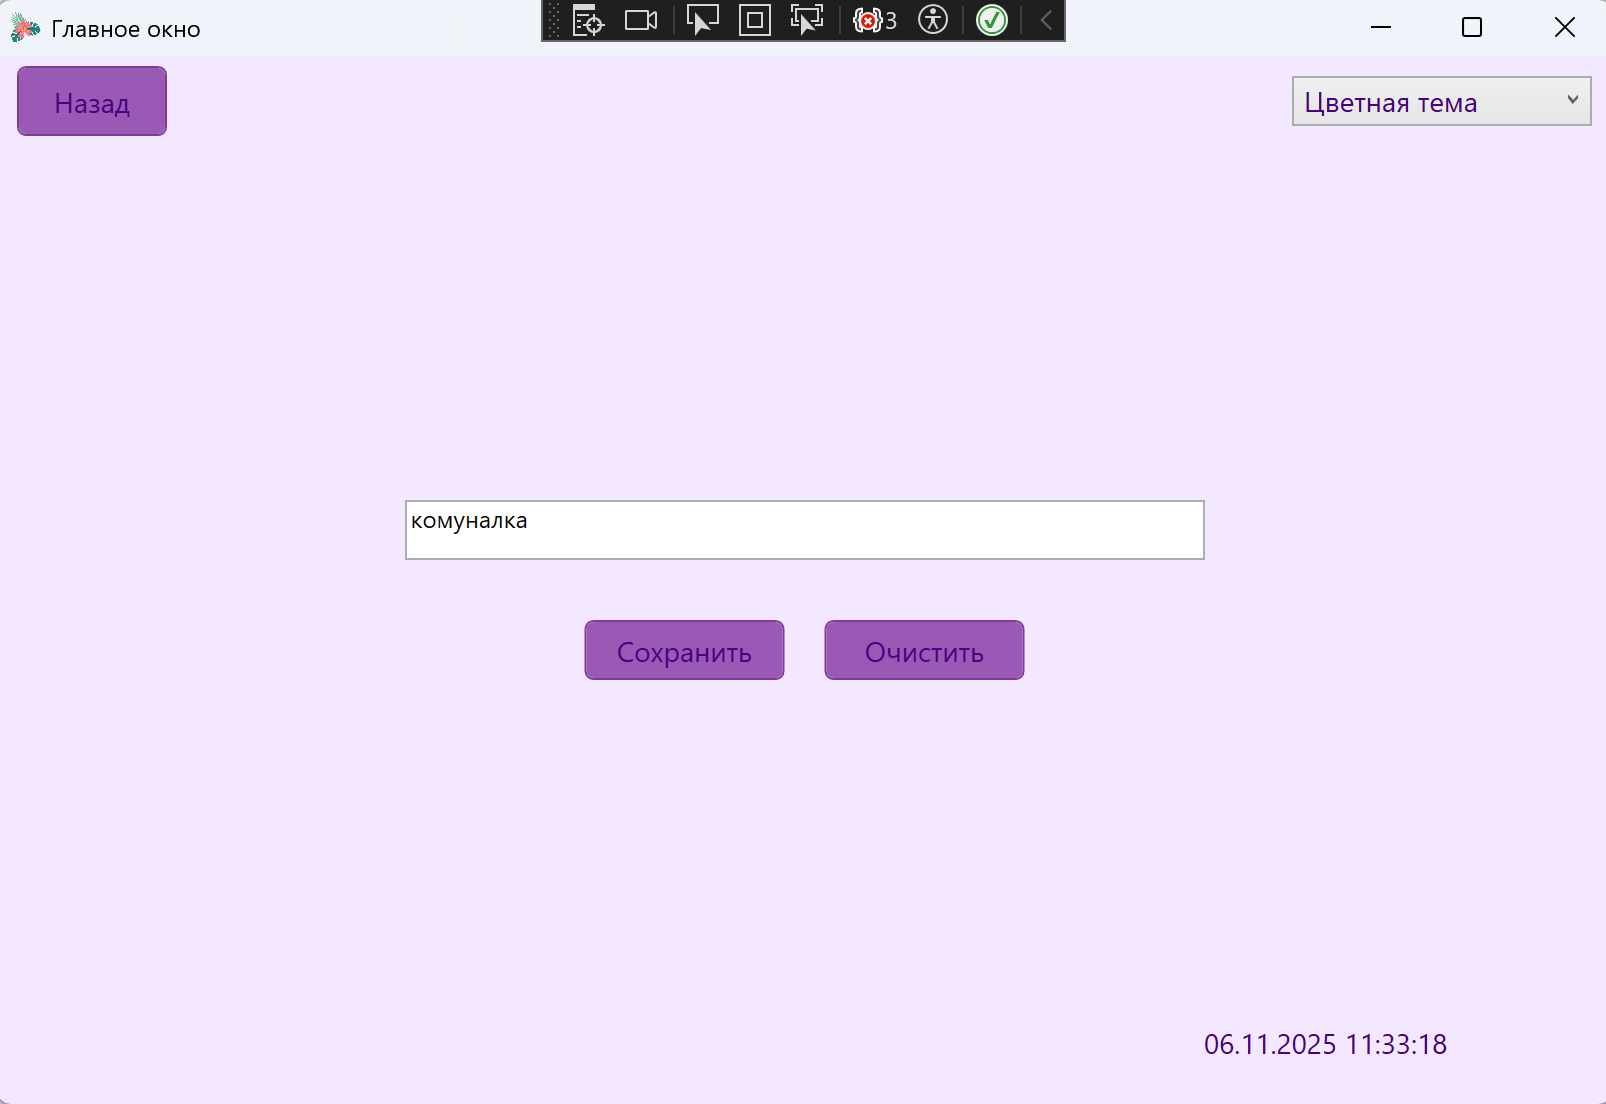 Главное окно
3
Назад
Цветная тема
комуналка
Сохранить
Очистить
06.11.2025 11:33:18